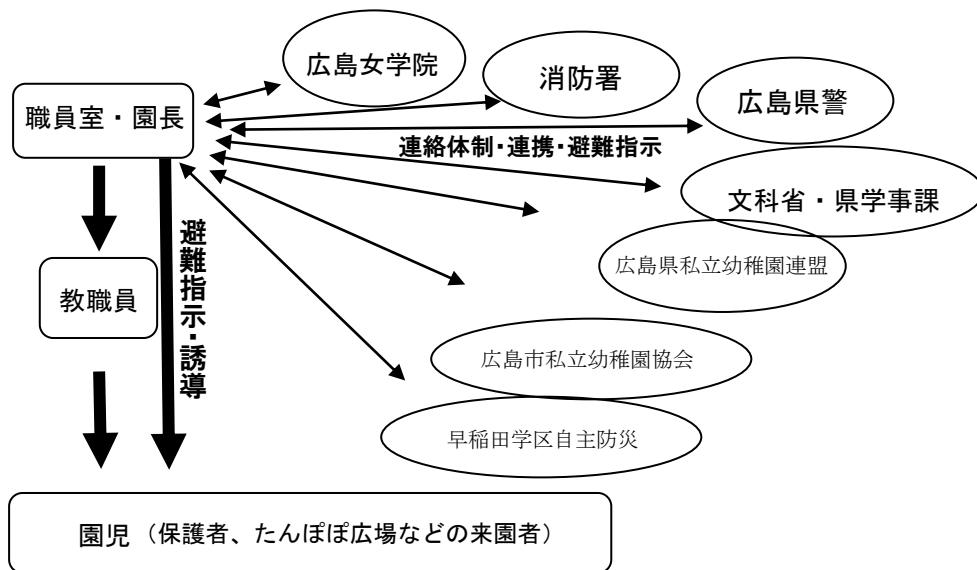 広島女学院
消防署
広島県警
職員室・園長
連絡体制・連携・避難指示
文科省・県学事課
避難指示・誘導
広島県私立幼稚園連盟
教職員
広島市私立幼稚園協会
早稲田学区自主防災
園児（保護者、たんぽぽ広場などの来園者）